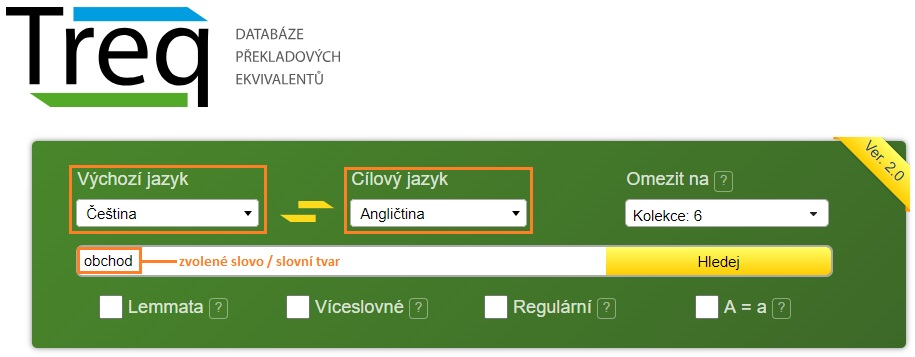 Treq
DATABÁZE
PŘEKLADOVÝCH
EKVIVALENTŮ
Ver. 2.0
Výchozí jazyk
Cílový jazyk
Omezit na ?
Čeština
Angličtina
Kolekce: 6
obchod zvolené slovo / slovní tvar Hledej
Lemmata ? Víceslovné ? Regulární ? A = a ?